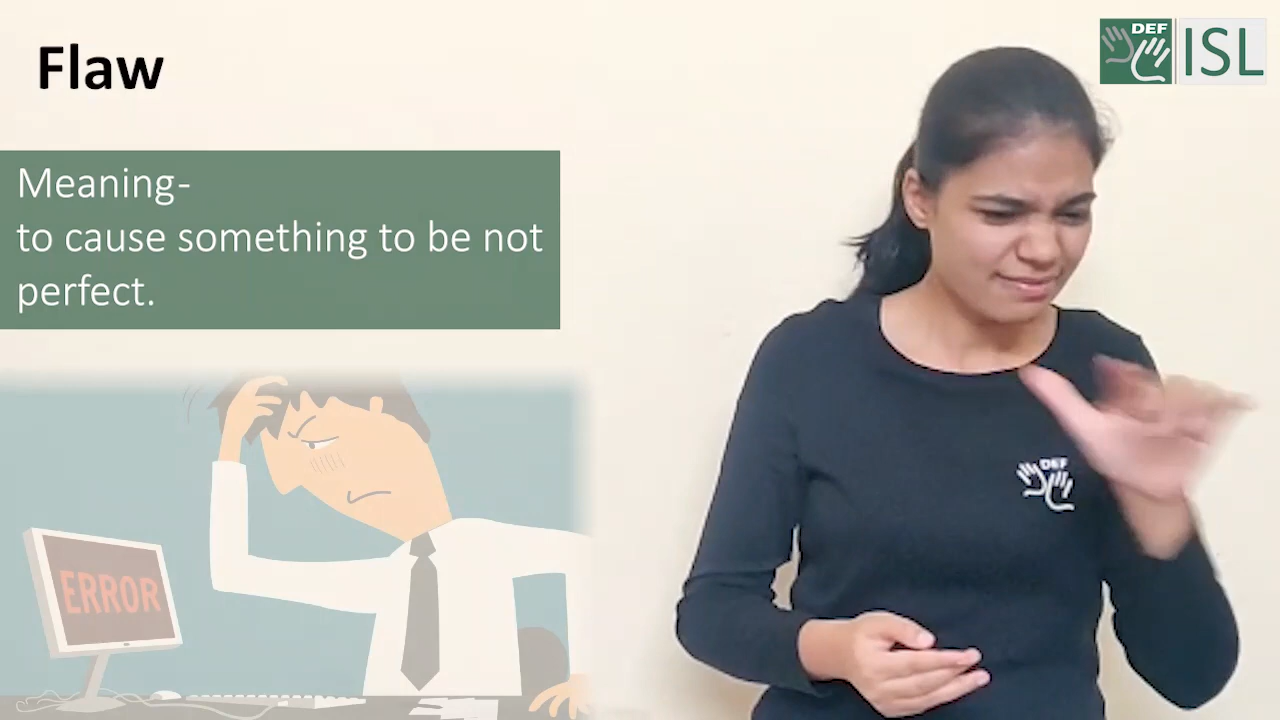 Flaw
Meaning-
to cause something to be not
perfect.
ERROR
DEF
ISL
DEF